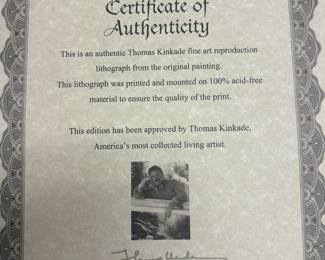 Certificate of
Authenticity
This is an authentic Thomas Kinkade fine art reproduction
lithograph from the original painting.
This lithograph was printed and mounted on 100% acid-free
material to ensure the quality of the print.
This edition has been approved by Thomas Kinkade,
America's most collected living artist.